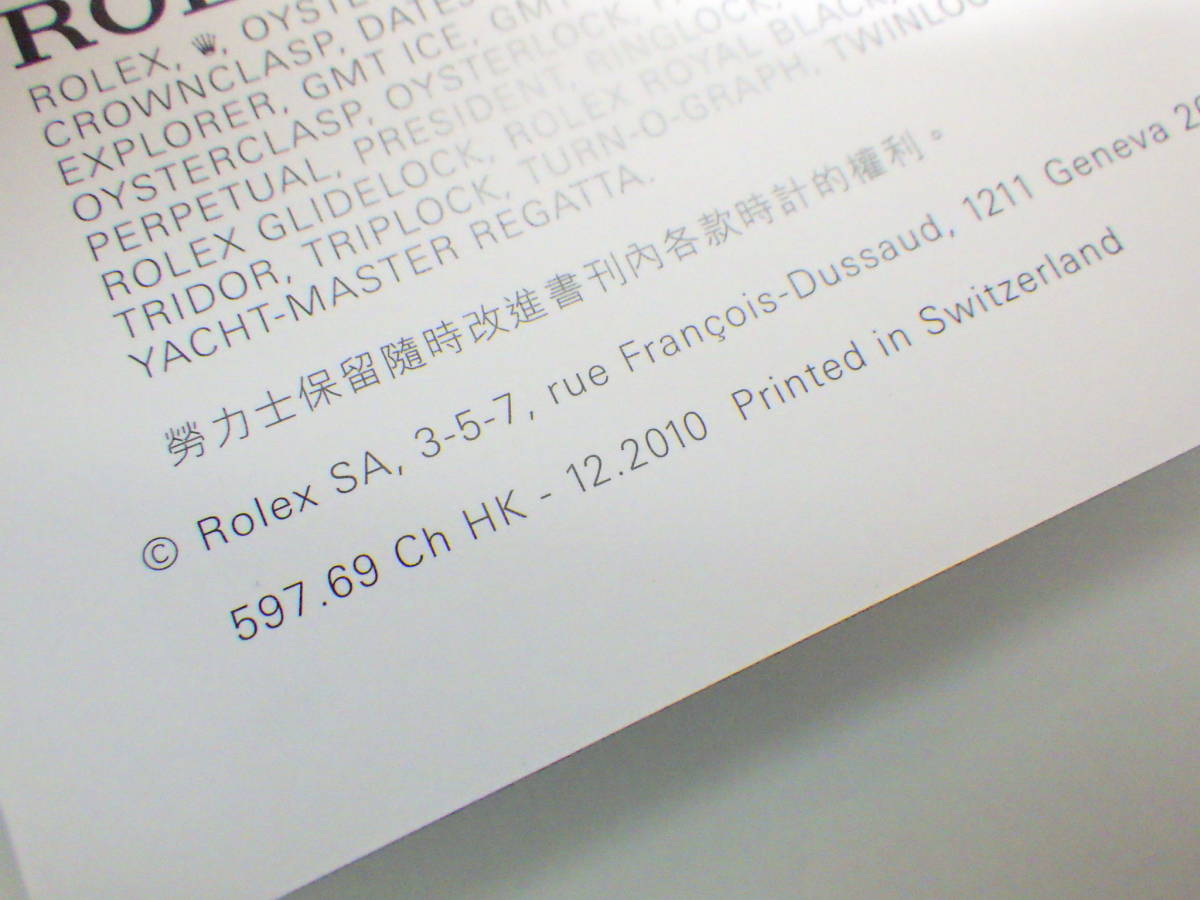 ROLEX, OYSTE
CROWNCLASP, DATES
EXPLORER, GMT ICE, GMT
OYSTERCLASP, OYSTERLOCK,
PERPETUAL, PRESIDENT, RINGLOCK,
ROLEX GLIDELOCK, ROLEX ROYAL BLACK,
TRIDOR, TRIPLOCK, TURN-O-GRAPH, TWINLOC
YACHT-MASTER REGATTA.
勞力士保留隨時改進書刊內各款時計的權利。
© Rolex SA, 3-5-7, rue François-Dussaud, 1211 Geneva 2
597.69 Ch HK - 12.2010 Printed in Switzerland